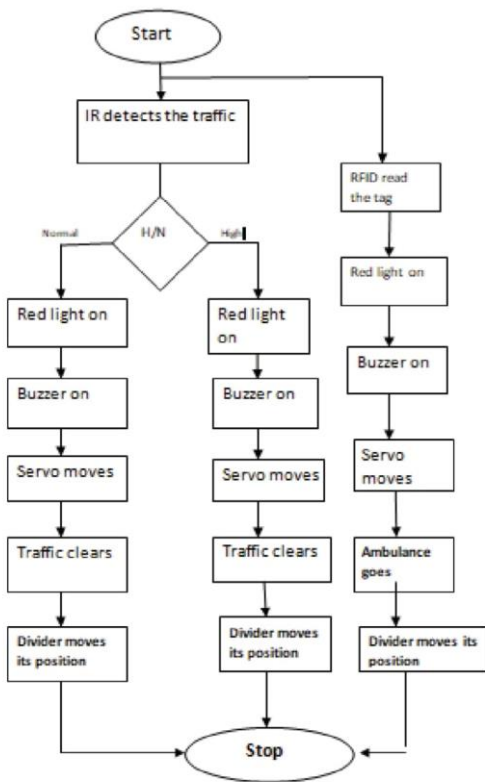 Start
IR detects the traffic
RFID read
the tag
Normal
H/N
High
Red light on
Red light on
Red light
on
Buzzer on
Buzzer on
Buzzer on
Servo moves
Servo moves
Servo
moves
Traffic clears
Traffic clears
Ambulance
goes
Divider moves
its position
Divider moves
its position
Divider moves its
position
Stop